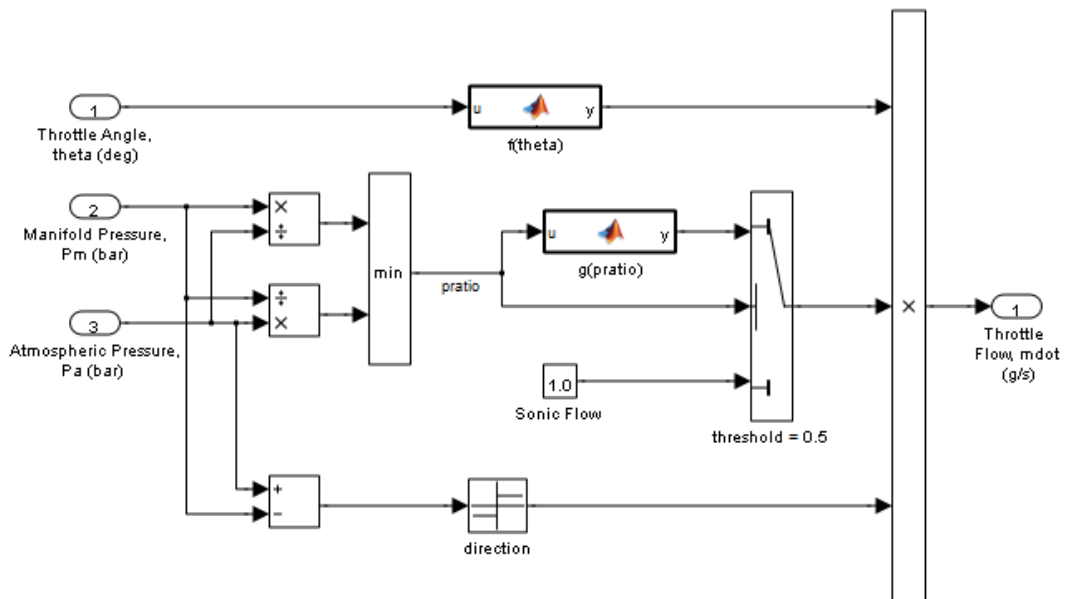 1
Throttle Angle,
theta (deg)
u
y
f(theta)
2
Manifold Pressure,
Pm (bar)
×
÷
min
pratio
u
y
g(pratio)
3
Atmospheric Pressure,
Pa (bar)
÷
×
1.0
Sonic Flow
threshold = 0.5
×
1
Throttle
Flow, mdot
(g/s)
+
−
direction